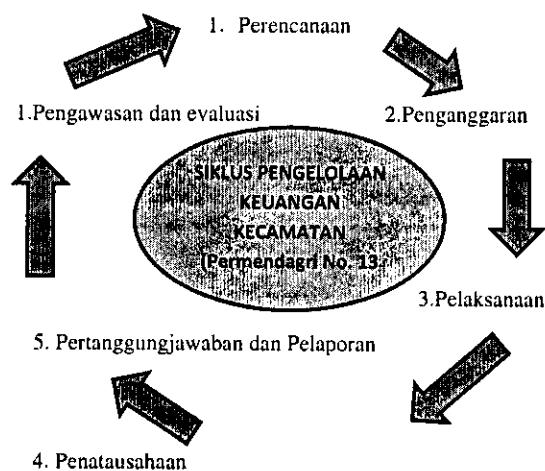 1. Perencanaan
1.Pengawasan dan evaluasi
2.Penganggaran
SIKLUS PENGELOLAAN
KEUANGAN
KECAMATAN
(Permendagri No. 13
3.Pelaksanaan
5. Pertanggungjawaban dan Pelaporan
4. Penatausahaan